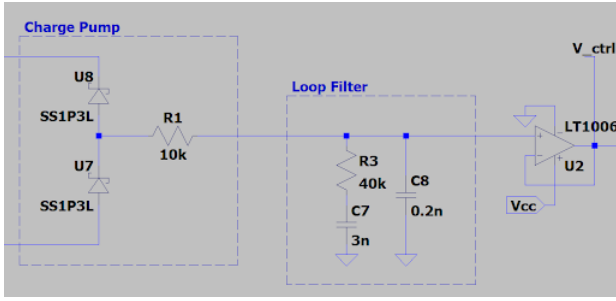 Charge Pump
U8
SS1P3L
R1
10k
U7
SS1P3L
Loop Filter
R3
40k
C8
0.2n
C7
3n
V_ctrl
LT1006
U2
Vcc